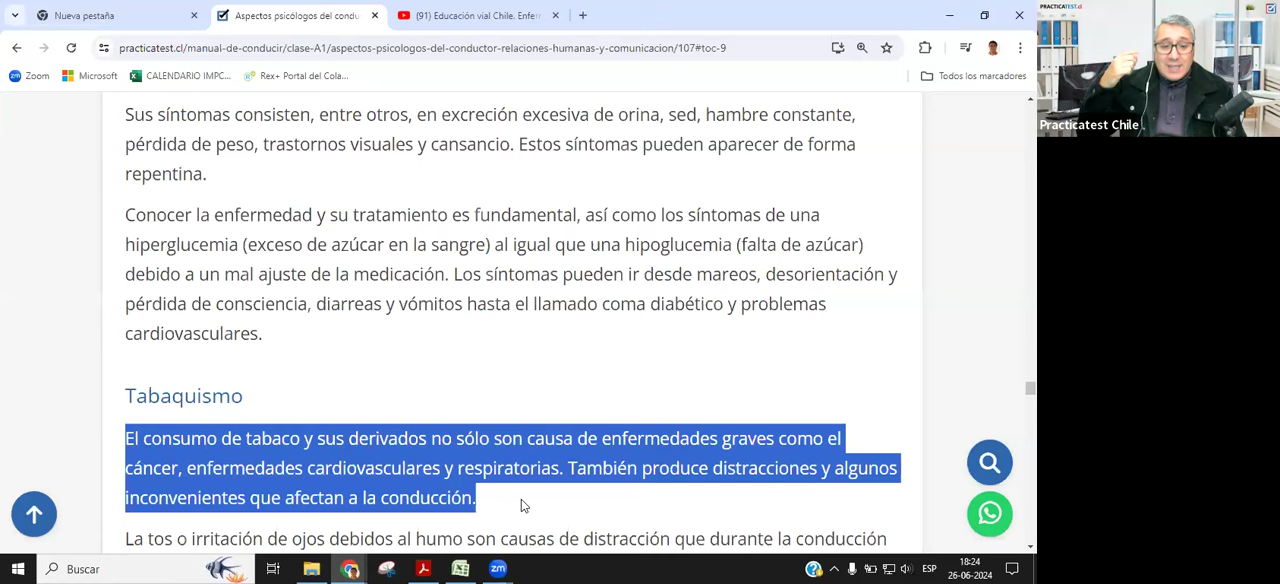 Nueva pestaña
Aspectos psicólogos del condu
(91) Educación vial Chile. Enfer
practicatest.cl/manual-de-conducir/clase-A1/aspectos-psicologos-del-conductor-relaciones-humanas-y-comunicacion/107#toc-9
Zoom
Microsoft
CALENDARIO IMPC...
Rex+ Portal del Cola...
Todos los marcadores
PRACTICATEST.cl
Practicatest Chile
Sus síntomas consisten, entre otros, en excreción excesiva de orina, sed, hambre constante,
pérdida de peso, trastornos visuales y cansancio. Estos síntomas pueden aparecer de forma
repentina.
Conocer la enfermedad y su tratamiento es fundamental, así como los síntomas de una
hiperglucemia (exceso de azúcar en la sangre) al igual que una hipoglucemia (falta de azúcar)
debido a un mal ajuste de la medicación. Los síntomas pueden ir desde mareos, desorientación y
pérdida de consciencia, diarreas y vómitos hasta el llamado coma diabético y problemas
cardiovasculares.
Tabaquismo
El consumo de tabaco y sus derivados no sólo son causa de enfermedades graves como el
cáncer, enfermedades cardiovasculares y respiratorias. También produce distracciones y algunos
inconvenientes que afectan a la conducción.
La tos o irritación de ojos debidos al humo son causas de distracción que durante la conducción
Buscar
ESP
18:24
26-06-2024